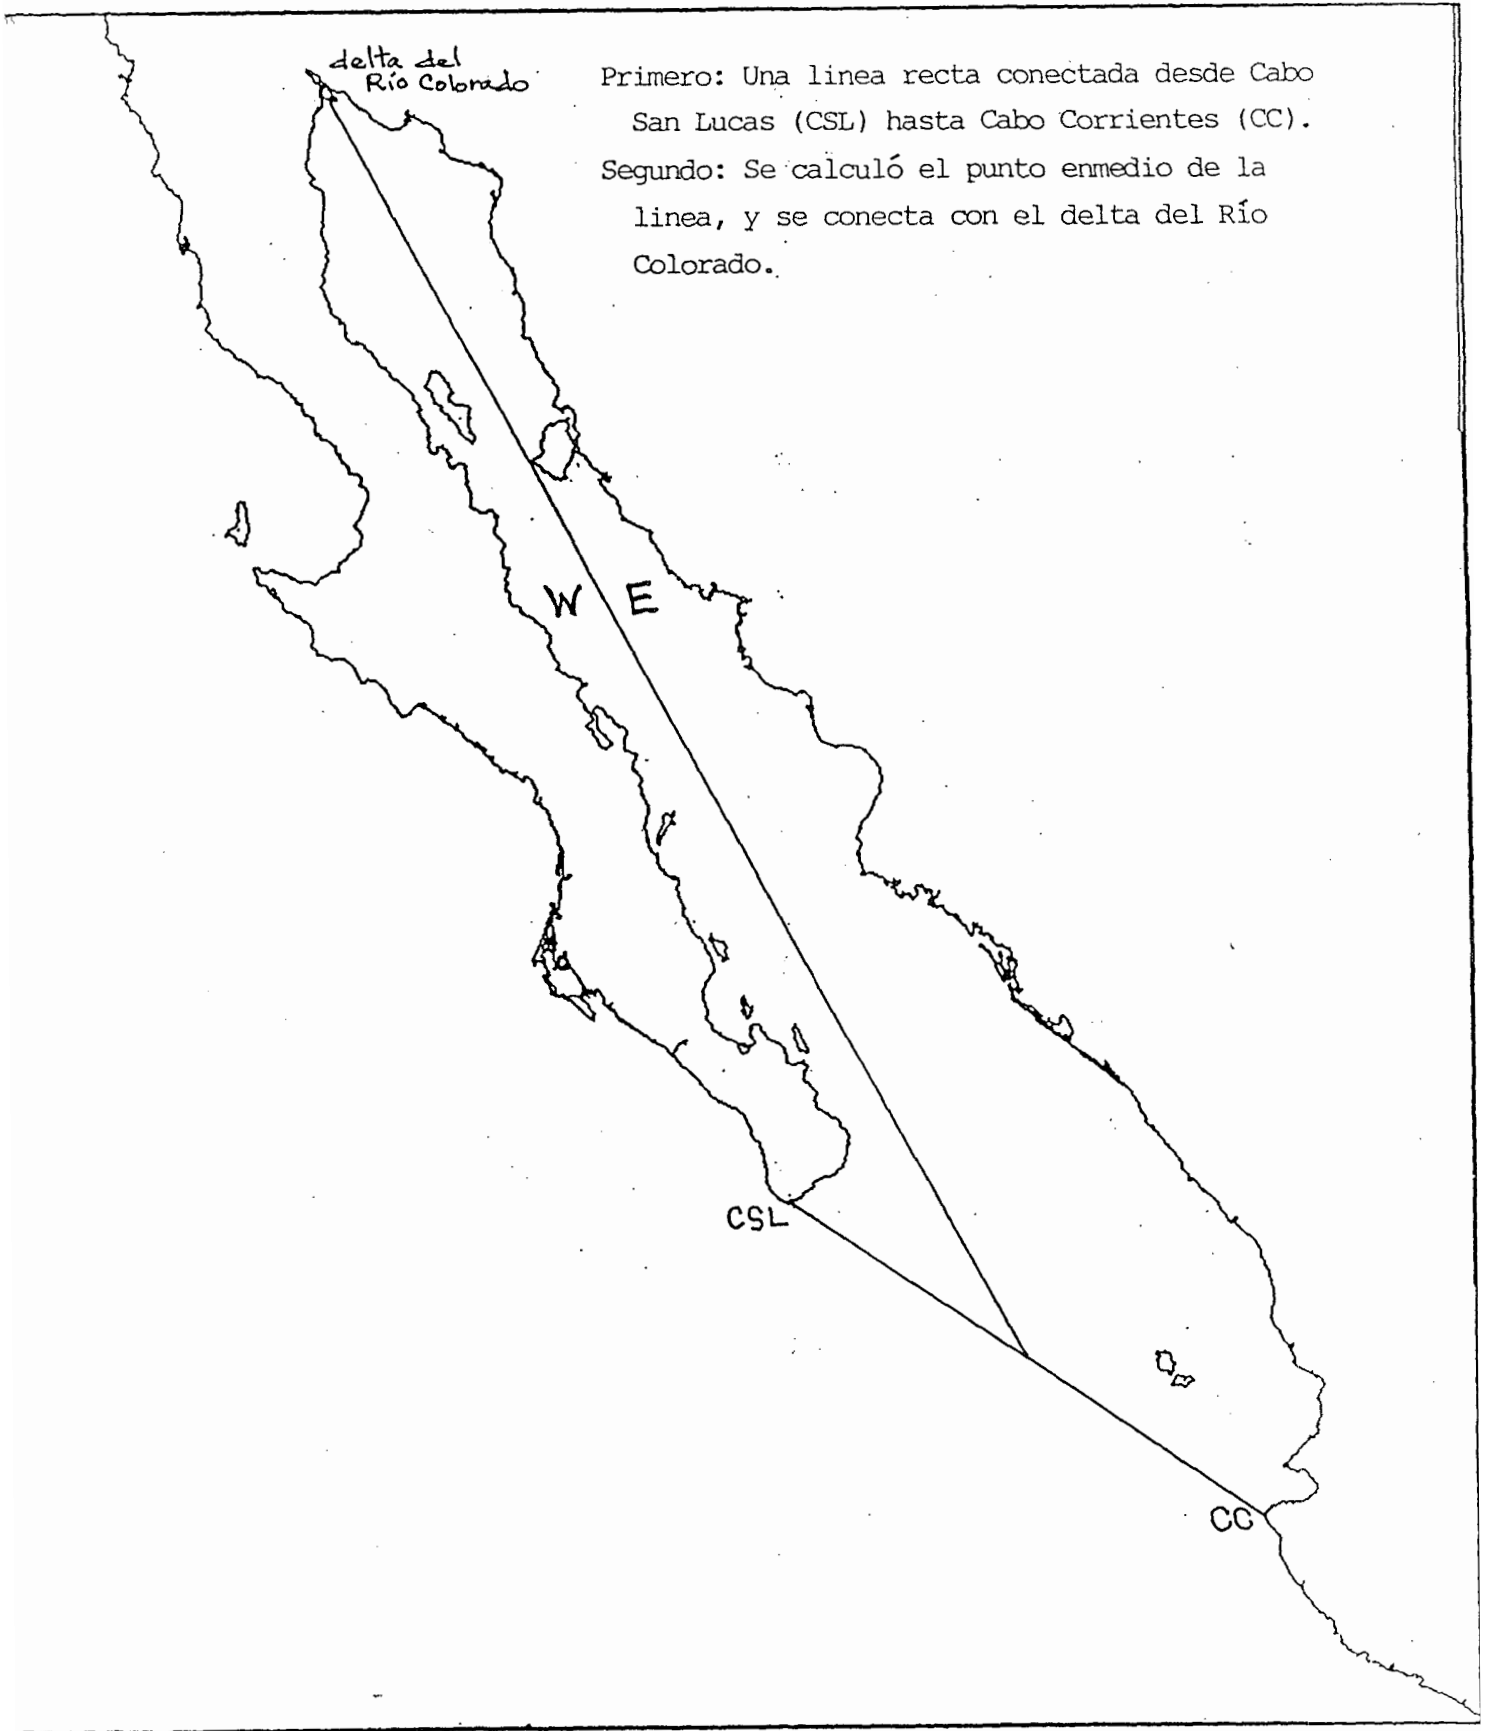 delta del
Río Colorado
Primero: Una linea recta conectada desde Cabo
San Lucas (CSL) hasta Cabo Corrientes (CC).
Segundo: Se calculó el punto enmedio de la
linea, y se conecta con el delta del Río
Colorado.
W E
CSL
CC